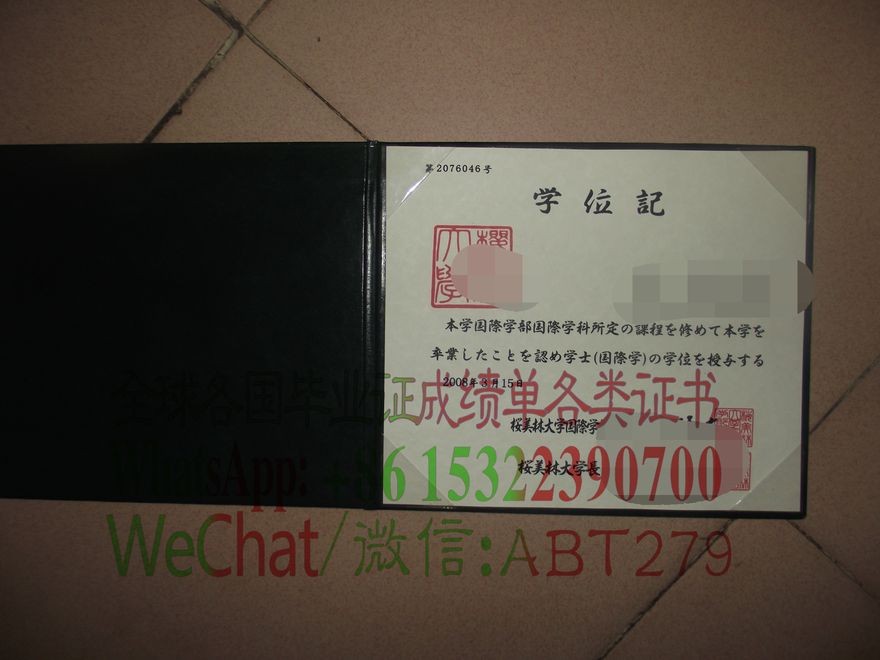 第2076046号
学位記
本学国際学部国際学科所定の課程を修めて本学を
卒業したことを認め学士(国際学)の学位を授与する
2008年3月15日
全球各国毕业证成绩单各类证书
桜美林大学国際学
WhatsApp: +86 15322390700
桜美林大学長
WeChat/微信:ABT279